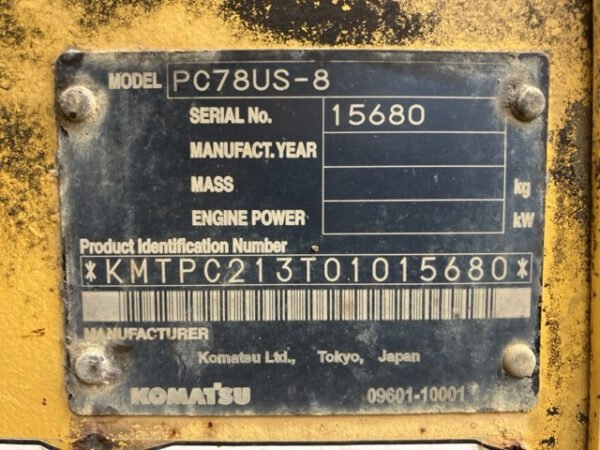 MODEL PC78US-8
SERIAL No. 15680
MANUFACT. YEAR
MASS kg
ENGINE POWER kW
Product Identification Number
*KMTPC213T01015680*
MANUFACTURER
Komatsu Ltd., Tokyo, Japan
KOMATSU 09601-10001